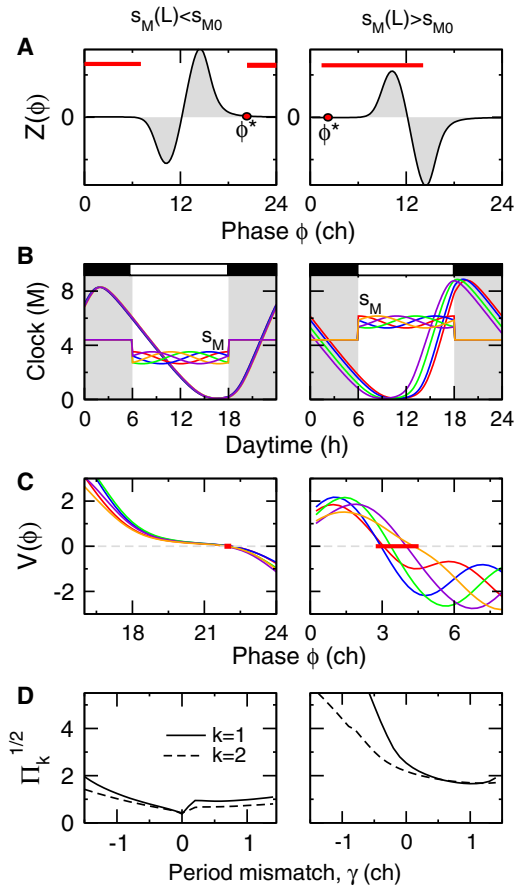 s_M(L)<s_M0 s_M(L)>s_M0
A
Z(ϕ)
0 0
ϕ* ϕ*
0 12 24 0 12 24
Phase ϕ (ch)
B
Clock (M)
8
4
0
s_M s_M
0 6 12 18 24 0 6 12 18 24
Daytime (h)
C
V(ϕ)
2
0
-2
18 21 24 0 3 6
Phase ϕ (ch)
D
Π_k^1/2
4
2
0
k=1
k=2
-1 0 1 -1 0 1
Period mismatch, γ (ch)